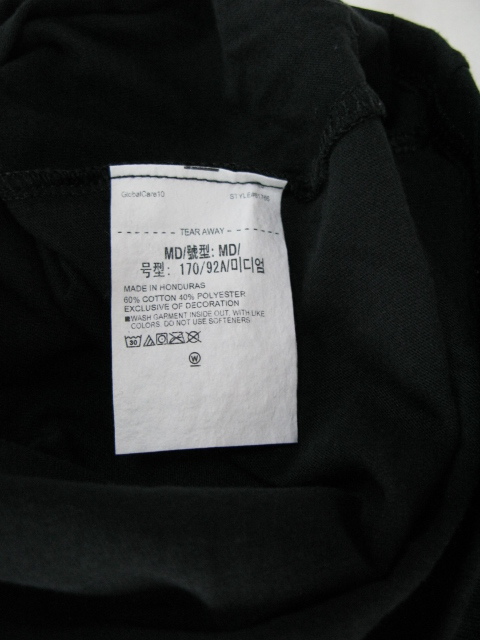 GlobalCare10
TEAR AWAY
MD/號型: MD/
号型: 170/92A/미디엄
MADE IN HONDURAS
60% COTTON 40% POLYESTER
EXCLUSIVE OF DECORATION
WASH GARMENT INSIDE OUT, WITH LIKE
COLORS. DO NOT USE SOFTENERS.
30
W